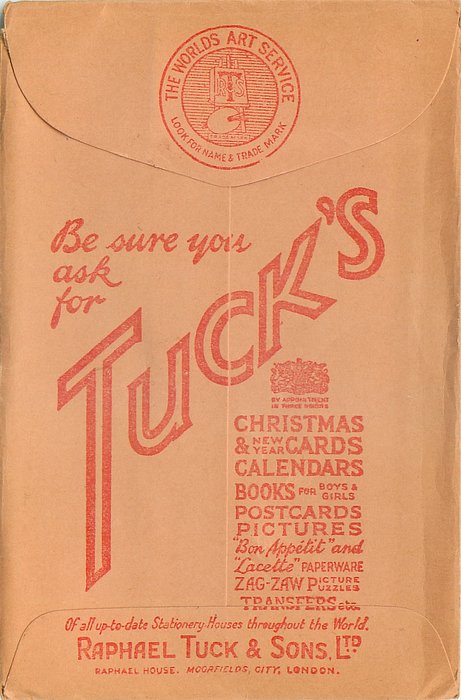 THE WORLDS ART SERVICE
RTS
TRADE MARK
LOOK FOR NAME & TRADE MARK
Be sure you
ask
for
TUCK'S
BY APPOINTMENT
CHRISTMAS
& NEW YEAR CARDS
CALENDARS
BOOKS FOR BOYS & GIRLS
POSTCARDS
PICTURES
"Bon Appétit" and
"Lacette" PAPERWARE
ZAG-ZAW PICTURE PUZZLES
TRANSFERS etc.
Of all up-to-date Stationery Houses throughout the World.
RAPHAEL TUCK & SONS, LTD
RAPHAEL HOUSE. MOORFIELDS, CITY, LONDON.